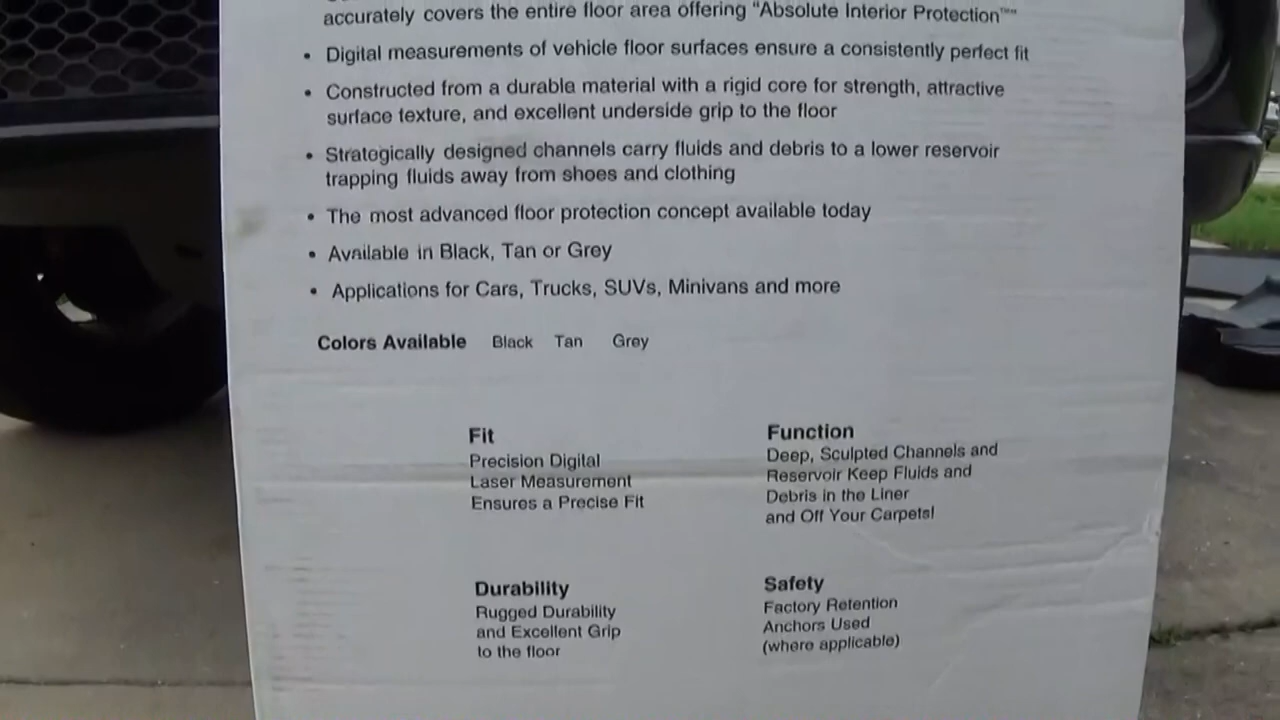 accurately covers the entire floor area offering "Absolute Interior Protection™"
• Digital measurements of vehicle floor surfaces ensure a consistently perfect fit
• Constructed from a durable material with a rigid core for strength, attractive
surface texture, and excellent underside grip to the floor
• Strategically designed channels carry fluids and debris to a lower reservoir
trapping fluids away from shoes and clothing
• The most advanced floor protection concept available today
• Available in Black, Tan or Grey
• Applications for Cars, Trucks, SUVs, Minivans and more
Colors Available Black Tan Grey
Fit
Precision Digital
Laser Measurement
Ensures a Precise Fit
Function
Deep, Sculpted Channels and
Reservoir Keep Fluids and
Debris in the Liner
and Off Your Carpets!
Durability
Rugged Durability
and Excellent Grip
to the floor
Safety
Factory Retention
Anchors Used
(where applicable)